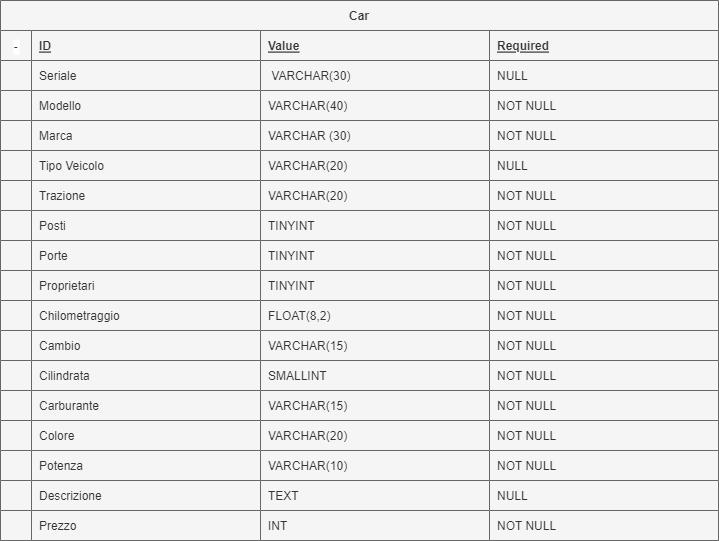 Car
- ID Value Required
Seriale VARCHAR(30) NULL
Modello VARCHAR(40) NOT NULL
Marca VARCHAR (30) NOT NULL
Tipo Veicolo VARCHAR(20) NULL
Trazione VARCHAR(20) NOT NULL
Posti TINYINT NOT NULL
Porte TINYINT NOT NULL
Proprietari TINYINT NOT NULL
Chilometraggio FLOAT(8,2) NOT NULL
Cambio VARCHAR(15) NOT NULL
Cilindrata SMALLINT NOT NULL
Carburante VARCHAR(15) NOT NULL
Colore VARCHAR(20) NOT NULL
Potenza VARCHAR(10) NOT NULL
Descrizione TEXT NULL
Prezzo INT NOT NULL